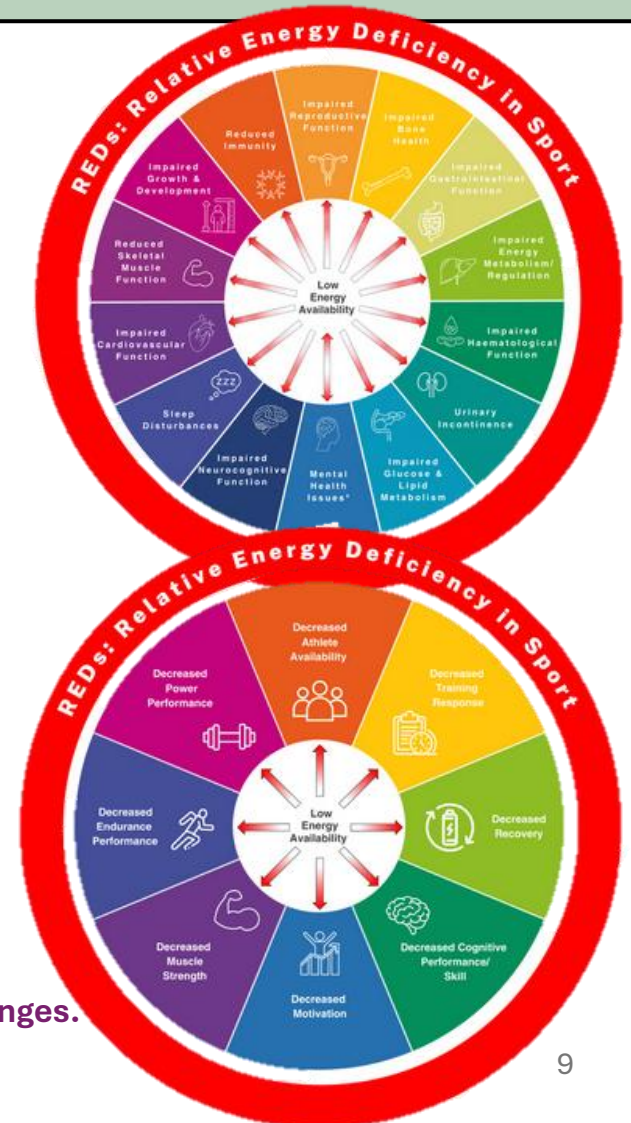 REDs: Relative Energy Deficiency in Sport
Impaired
Reproductive
Function
Impaired
Bone
Health
Impaired
Gastrointestinal
Function
Impaired
Energy
Metabolism/
Regulation
Impaired
Haematological
Function
Urinary
Incontinence
Impaired
Glucose &
Lipid
Metabolism
Mental
Health
Issues*
Impaired
Neurocognitive
Function
Sleep
Disturbances
zzz
Impaired
Cardiovascular
Function
Reduced
Skeletal
Muscle
Function
Impaired
Growth &
Development
Reduced
Immunity
Low
Energy
Availability
REDs: Relative Energy Deficiency in Sport
Decreased
Athlete
Availability
Decreased
Training
Response
Decreased
Recovery
Decreased Cognitive
Performance/
Skill
Decreased
Motivation
Decreased
Muscle
Strength
Decreased
Endurance
Performance
Decreased
Power
Performance
Low
Energy
Availability
nges.
9